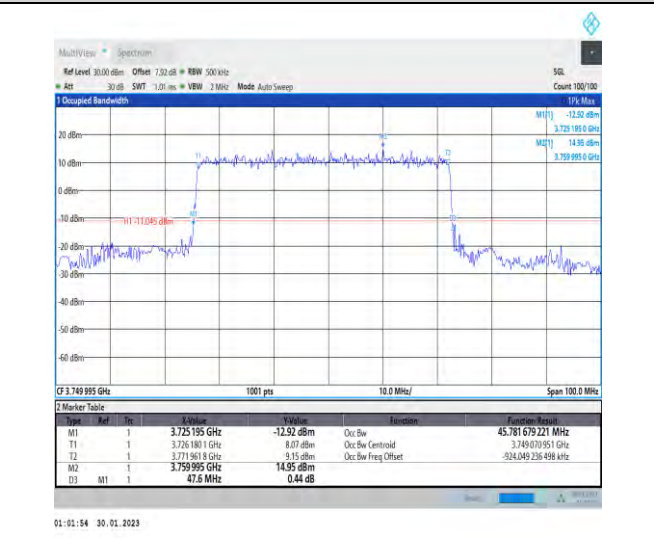 MultiView Spectrum
Ref Level 30.00 dBm Offset 7.92 dB RBW 500 kHz SGL
Att 30 dB SWT 1.01 ms VBW 2 MHz Mode Auto Sweep Count 100/100
1 Occupied Bandwidth 1Pk Max
M1[1] -12.92 dBm
3.725 195 0 GHz
20 dBm M2[1] 14.95 dBm
3.759 995 0 GHz
M2
T1 T2
10 dBm
0 dBm
-10 dBm H1 -11.045 dBm M1 D3
-20 dBm
-30 dBm
-40 dBm
-50 dBm
-60 dBm
CF 3.749 995 GHz 1001 pts 10.0 MHz/ Span 100.0 MHz
2 Marker Table
Type Ref Trc X-Value Y-Value Function Function Result
M1 1 3.725 195 GHz -12.92 dBm Occ Bw 45.781 679 221 MHz
T1 1 3.726 180 1 GHz 8.07 dBm Occ Bw Centroid 3.749 070 951 GHz
T2 1 3.771 961 8 GHz 9.15 dBm Occ Bw Freq Offset -924.049 236 498 kHz
M2 1 3.759 995 GHz 14.95 dBm
D3 M1 1 47.6 MHz 0.44 dB
01:01:54 30.01.2023